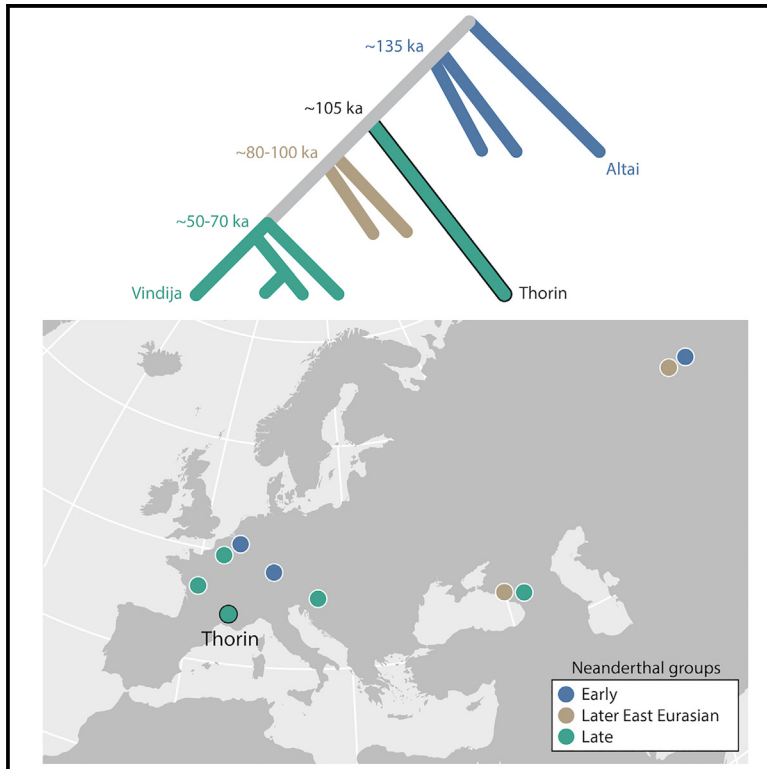 ~135 ka
~105 ka
~80-100 ka
Altai
~50-70 ka
Vindija
Thorin
Thorin
Neanderthal groups
Early
Later East Eurasian
Late